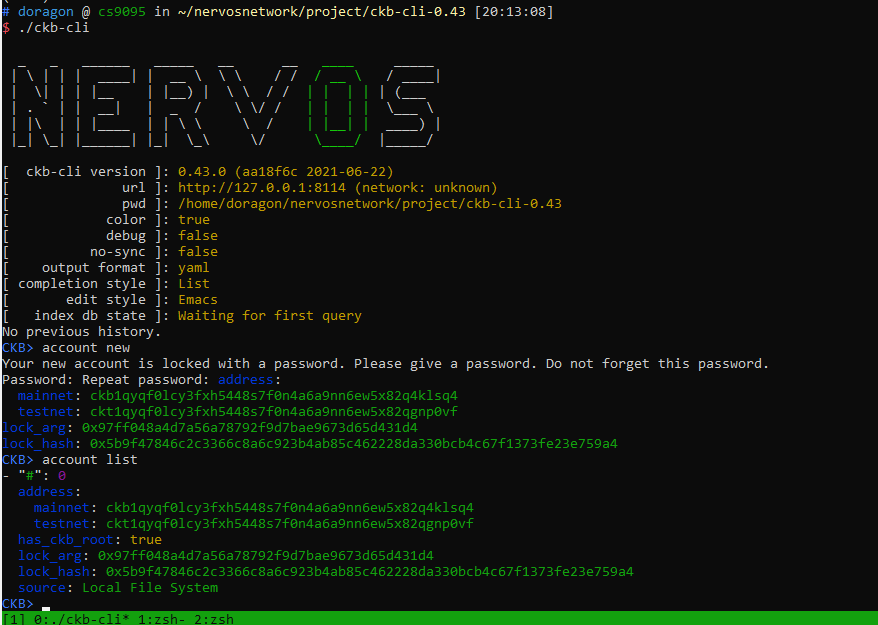 # doragon @ cs9095 in ~/nervosnetwork/project/ckb-cli-0.43 [20:13:08]
$ ./ckb-cli
NERVOS
[  ckb-cli version ]: 0.43.0 (aa18f6c 2021-06-22)
[              url ]: http://127.0.0.1:8114 (network: unknown)
[              pwd ]: /home/doragon/nervosnetwork/project/ckb-cli-0.43
[            color ]: true
[            debug ]: false
[          no-sync ]: false
[    output format ]: yaml
[ completion style ]: List
[       edit style ]: Emacs
[   index db state ]: Waiting for first query
No previous history.
CKB> account new
Your new account is locked with a password. Please give a password. Do not forget this password.
Password: Repeat password: address:
  mainnet: ckb1qyqf0lcy3fxh5448s7f0n4a6a9nn6ew5x82q4klsq4
  testnet: ckt1qyqf0lcy3fxh5448s7f0n4a6a9nn6ew5x82qgnp0vf
lock_arg: 0x97ff048a4d7a56a78792f9d7bae9673d65d431d4
lock_hash: 0x5b9f47846c2c3366c8a6c923b4ab85c462228da330bcb4c67f1373fe23e759a4
CKB> account list
- "#": 0
  address:
    mainnet: ckb1qyqf0lcy3fxh5448s7f0n4a6a9nn6ew5x82q4klsq4
    testnet: ckt1qyqf0lcy3fxh5448s7f0n4a6a9nn6ew5x82qgnp0vf
  has_ckb_root: true
  lock_arg: 0x97ff048a4d7a56a78792f9d7bae9673d65d431d4
  lock_hash: 0x5b9f47846c2c3366c8a6c923b4ab85c462228da330bcb4c67f1373fe23e759a4
  source: Local File System
CKB>
[1] 0:./ckb-cli* 1:zsh- 2:zsh